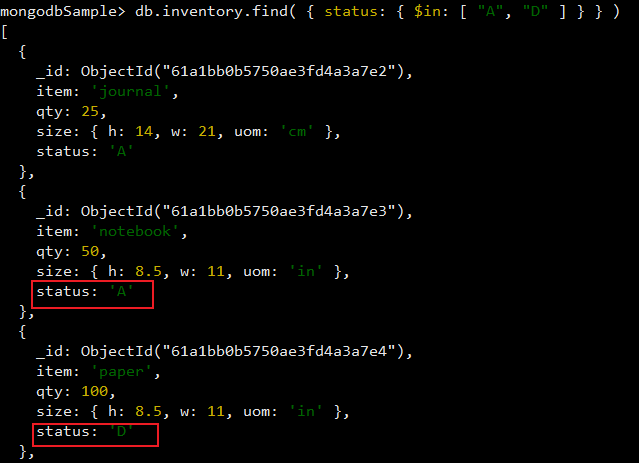 mongodbSample> db.inventory.find( { status: { $in: [ "A", "D" ] } } )
[
  {
    _id: ObjectId("61a1bb0b5750ae3fd4a3a7e2"),
    item: 'journal',
    qty: 25,
    size: { h: 14, w: 21, uom: 'cm' },
    status: 'A'
  },
  {
    _id: ObjectId("61a1bb0b5750ae3fd4a3a7e3"),
    item: 'notebook',
    qty: 50,
    size: { h: 8.5, w: 11, uom: 'in' },
    status: 'A'
  },
  {
    _id: ObjectId("61a1bb0b5750ae3fd4a3a7e4"),
    item: 'paper',
    qty: 100,
    size: { h: 8.5, w: 11, uom: 'in' },
    status: 'D'
  },